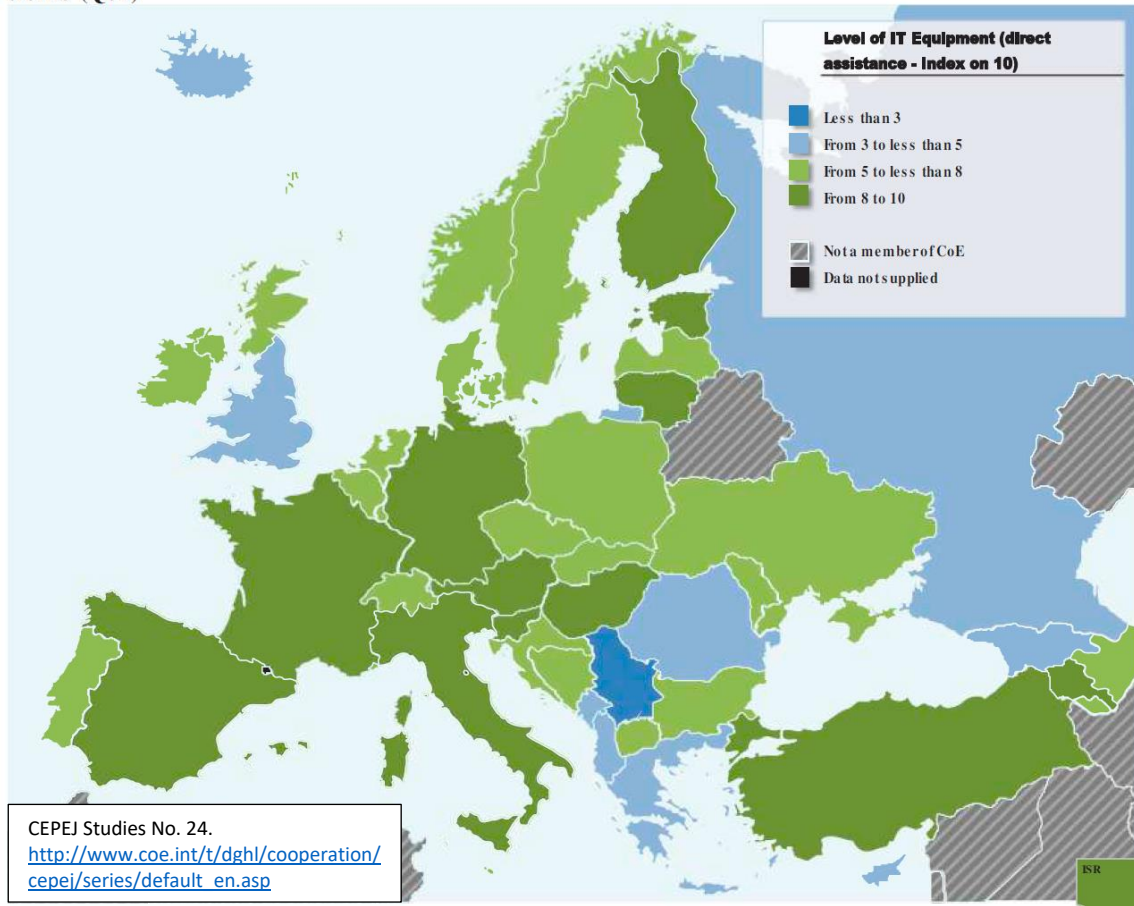 Level of IT Equipment (direct
assistance - Index on 10)
Less than 3
From 3 to less than 5
From 5 to less than 8
From 8 to 10
Not a member of CoE
Data not supplied
CEPEJ Studies No. 24.
http://www.coe.int/t/dghl/cooperation/
cepej/series/default_en.asp
ISR